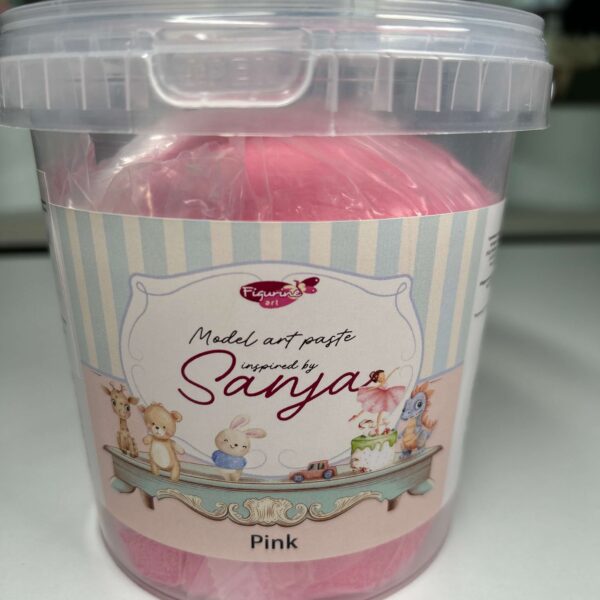 Figurine
art
Model art paste
inspired by
Sanja
Pink